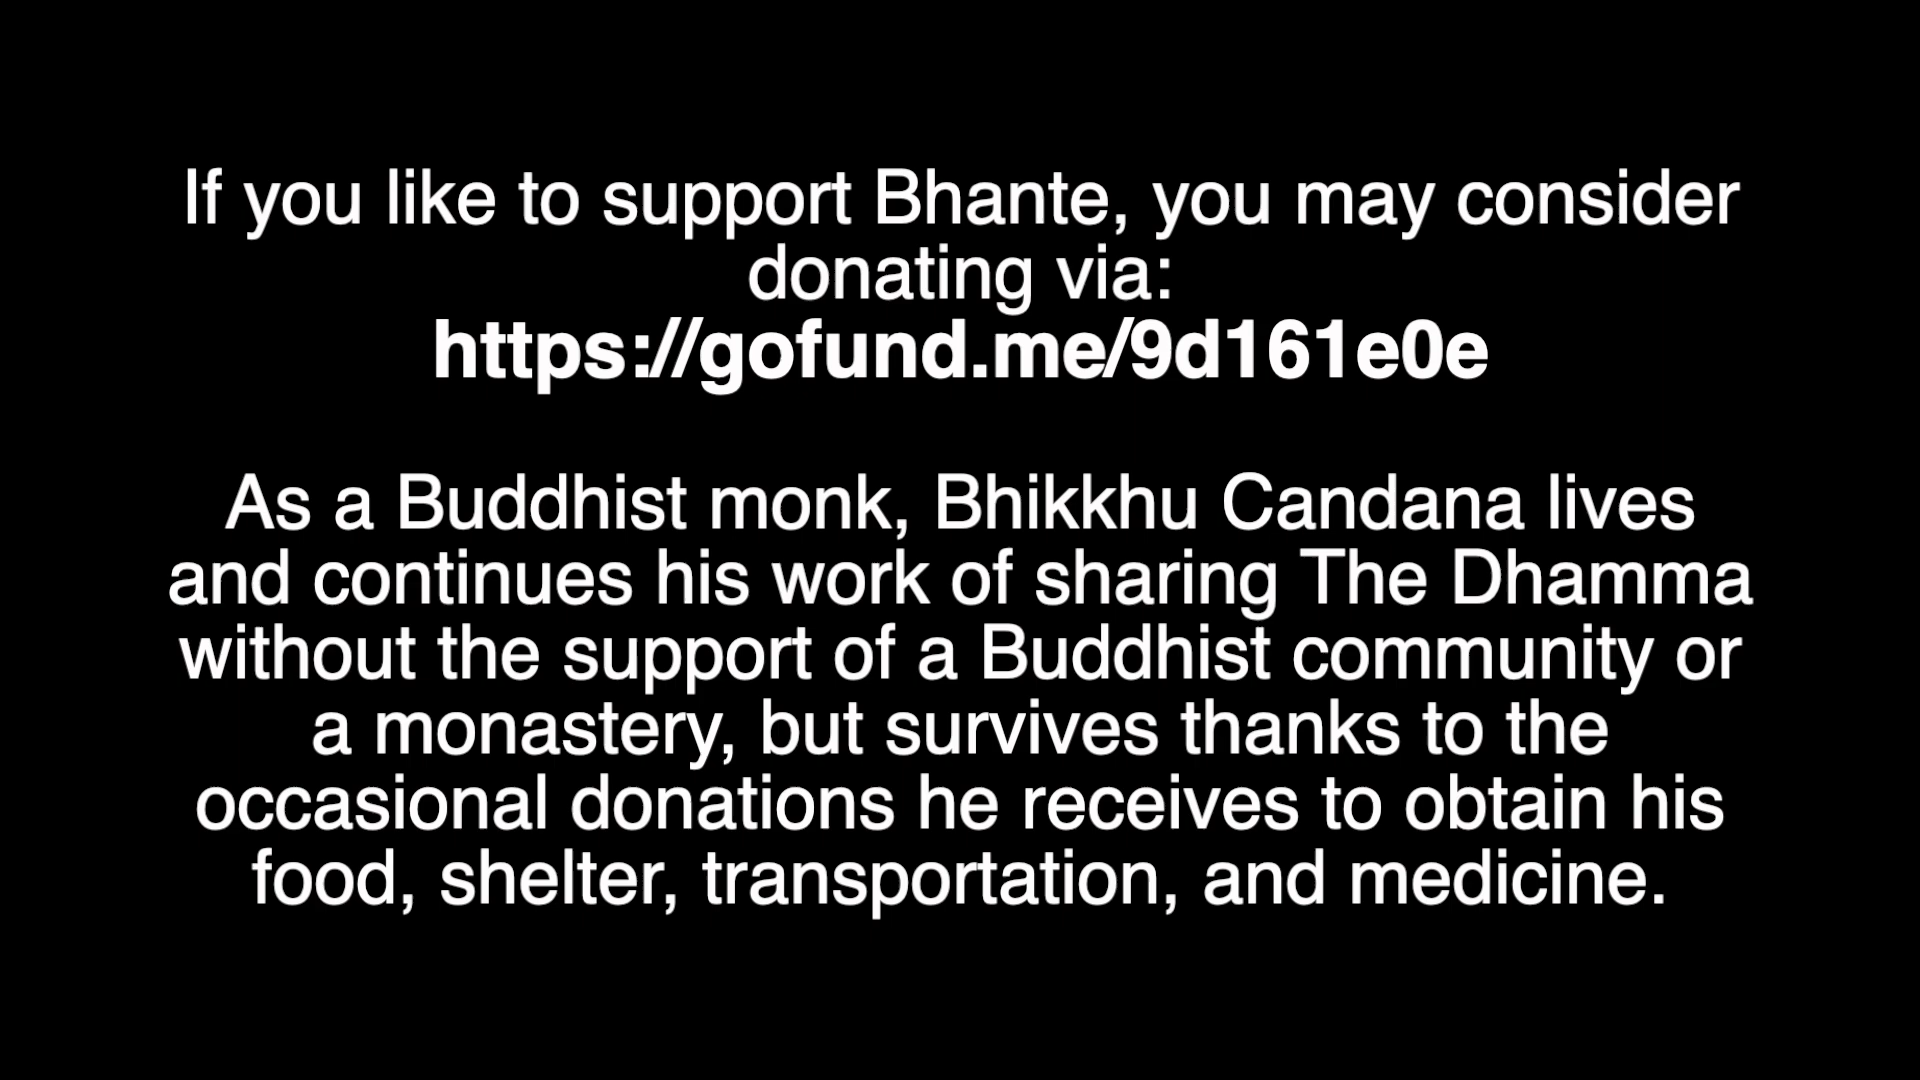 If you like to support Bhante, you may consider
donating via:
https://gofund.me/9d161e0e
As a Buddhist monk, Bhikkhu Candana lives
and continues his work of sharing The Dhamma
without the support of a Buddhist community or
a monastery, but survives thanks to the
occasional donations he receives to obtain his
food, shelter, transportation, and medicine.